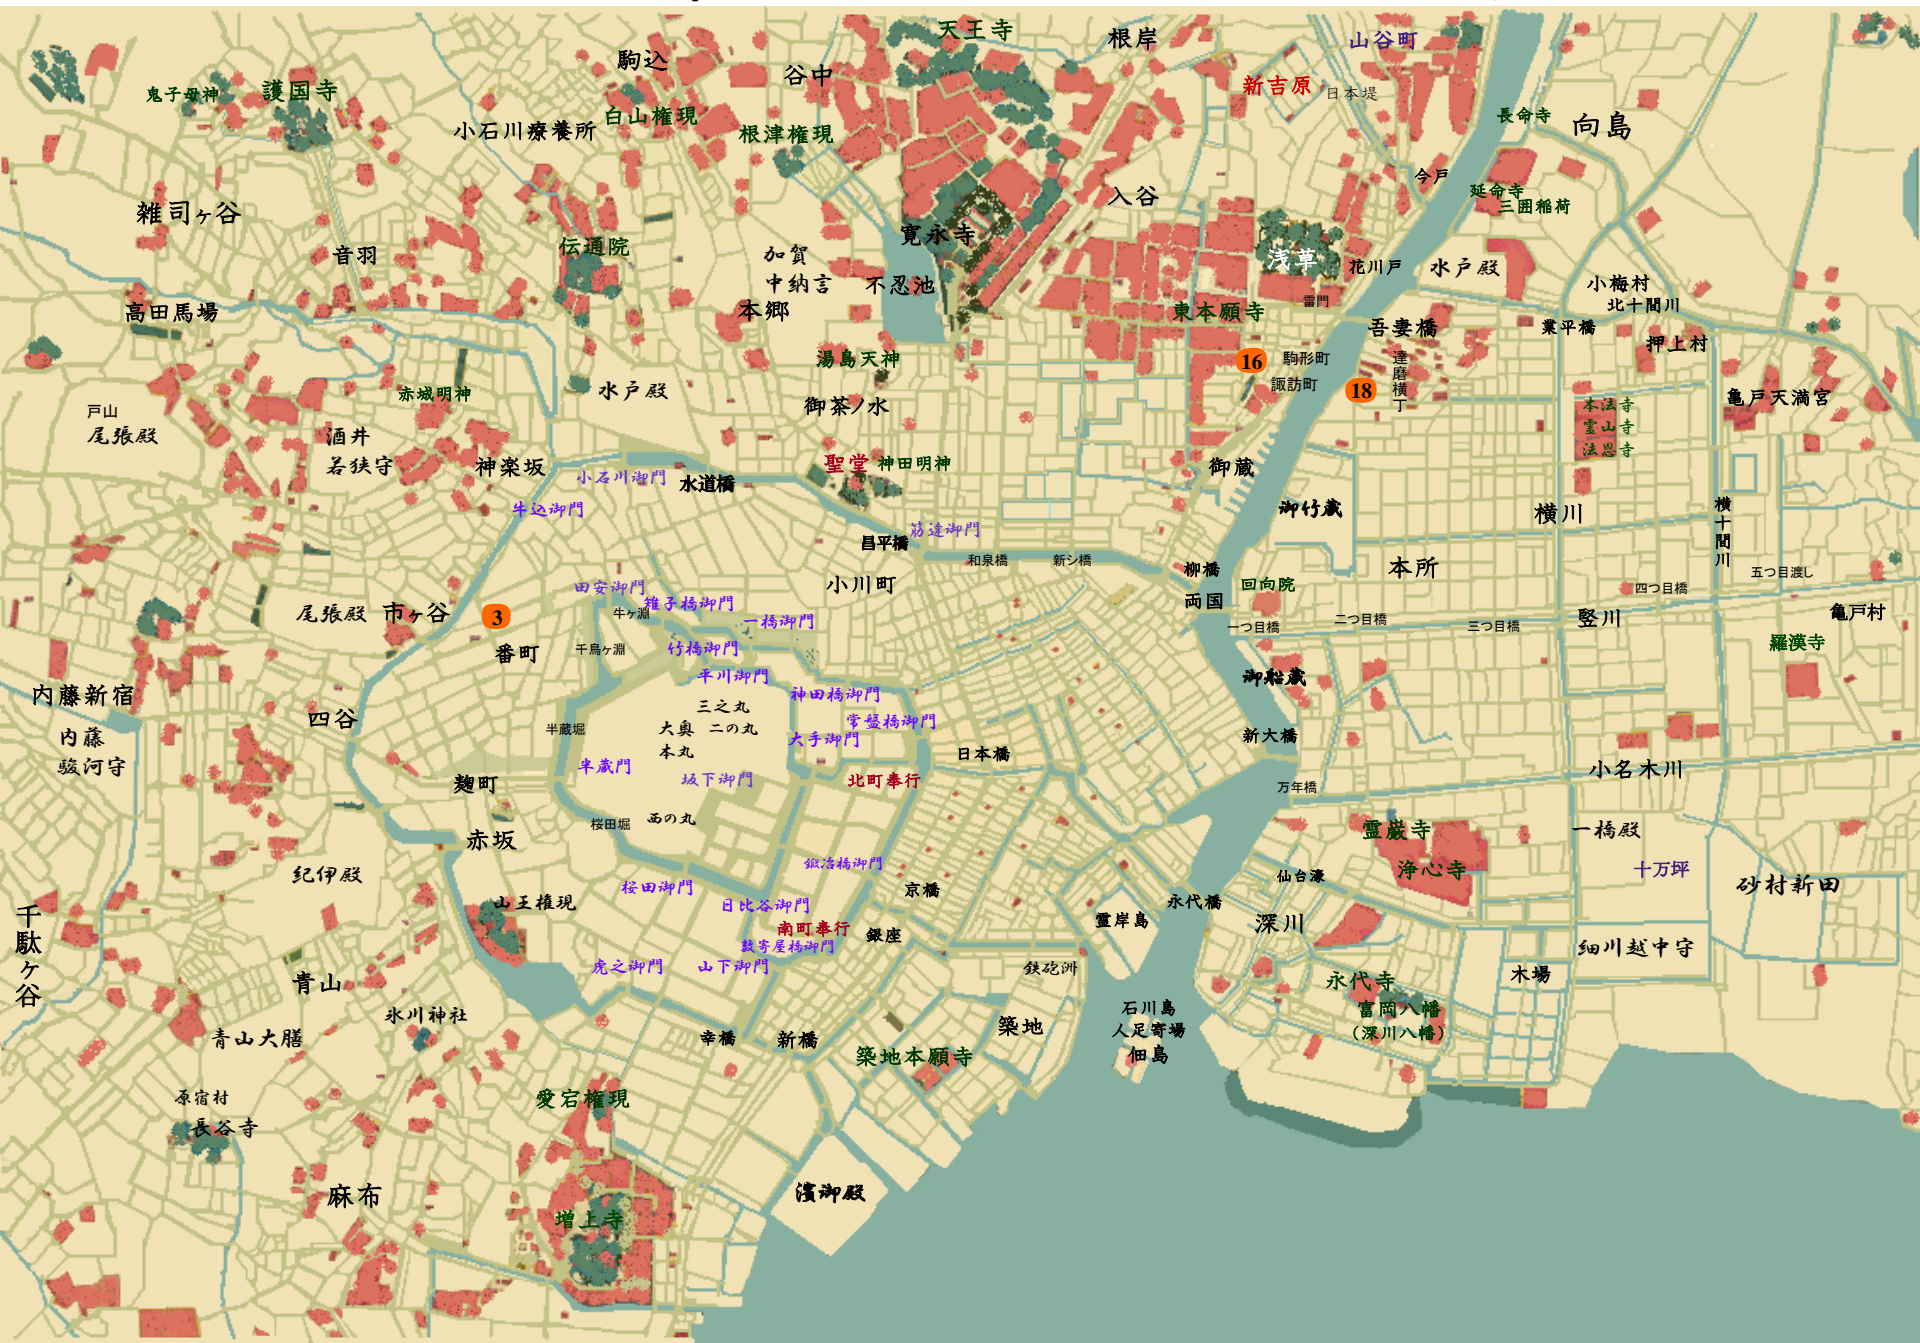 天王寺
根岸
山谷町
駒込
谷中
新吉原
日本堤
鬼子母神
護国寺
白山権現
小石川療養所
根津権現
長命寺
向島
今戸
延命寺
三囲稲荷
入谷
雑司ヶ谷
音羽
伝通院
加賀
中納言
寛永寺
不忍池
浅草
花川戸
水戸殿
小梅村
北十間川
高田馬場
本郷
東本願寺
雷門
吾妻橋
業平橋
押上村
湯島天神
16
駒形町
諏訪町
18
達磨横丁
赤城明神
水戸殿
御茶ノ水
本法寺
霊山寺
法恩寺
亀戸天満宮
戸山
尾張殿
酒井
若狭守
神楽坂
小石川御門
水道橋
聖堂
神田明神
御蔵
牛込御門
御竹蔵
横川
横十間川
昌平橋
筋違御門
和泉橋
新シ橋
柳橋
両国
回向院
本所
四つ目橋
五つ目渡し
小川町
田安御門
牛ヶ淵
雉子橋御門
一橋御門
尾張殿
市ヶ谷
3
番町
千鳥ヶ淵
竹橋御門
平川御門
一つ目橋
二つ目橋
三つ目橋
竪川
亀戸村
羅漢寺
御船蔵
内藤新宿
内藤
駿河守
四谷
半蔵堀
三之丸
大奥 二の丸
本丸
神田橋御門
常盤橋御門
大手御門
日本橋
新大橋
麹町
半蔵門
坂下御門
北町奉行
万年橋
小名木川
赤坂
桜田堀
西の丸
霊巌寺
浄心寺
一橋殿
十万坪
砂村新田
紀伊殿
桜田御門
鍛冶橋御門
日比谷御門
京橋
仙台濠
永代橋
霊岸島
深川
山王権現
南町奉行
数寄屋橋御門
銀座
細川越中守
千駄ヶ谷
虎之御門
山下御門
鉄砲洲
木場
青山
永代寺
富岡八幡
(深川八幡)
氷川神社
青山大膳
石川島
人足寄場
佃島
築地
幸橋
新橋
築地本願寺
原宿村
長谷寺
愛宕権現
麻布
増上寺
濱御殿